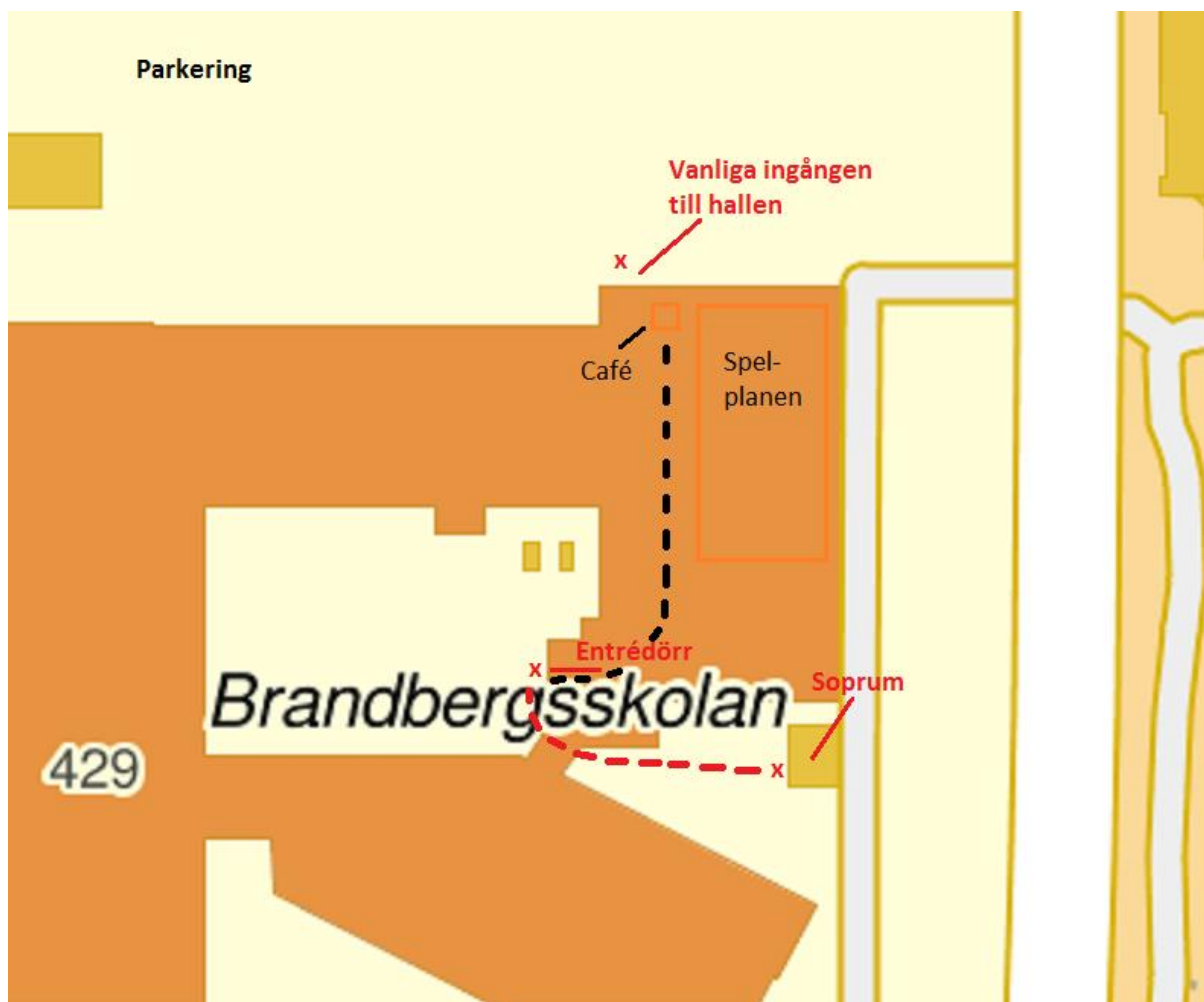 Parkering
Vanliga ingången
till hallen
x
Café
Spel-
planen
Entrédörr
x
Brandbergsskolan
Soprum
429
x